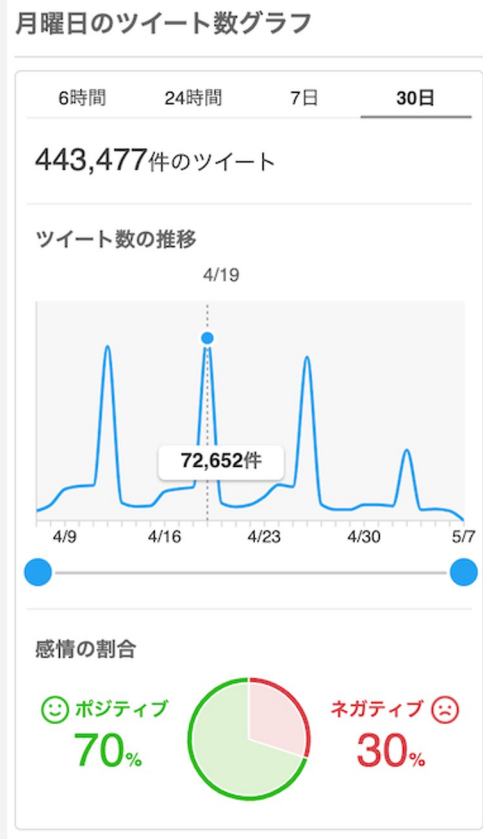 月曜日のツイート数グラフ
6時間 24時間 7日 30日
443,477件のツイート
ツイート数の推移
4/19
72,652件
4/9 4/16 4/23 4/30 5/7
感情の割合
ポジティブ ネガティブ
70% 30%